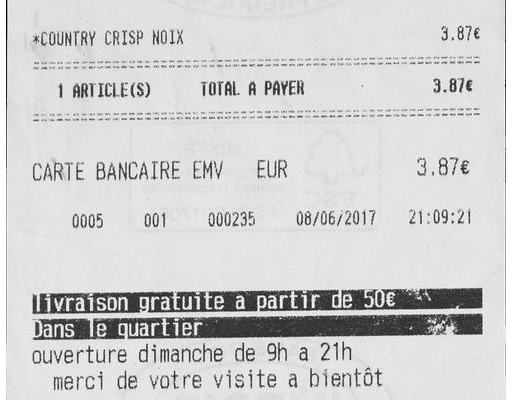 *COUNTRY CRISP NOIX 3.87€
1 ARTICLE(S) TOTAL A PAYER 3.87€
CARTE BANCAIRE EMV EUR 3.87€
0005 001 000235 08/06/2017 21:09:21
livraison gratuite a partir de 50€
Dans le quartier
ouverture dimanche de 9h a 21h
merci de votre visite a bientôt